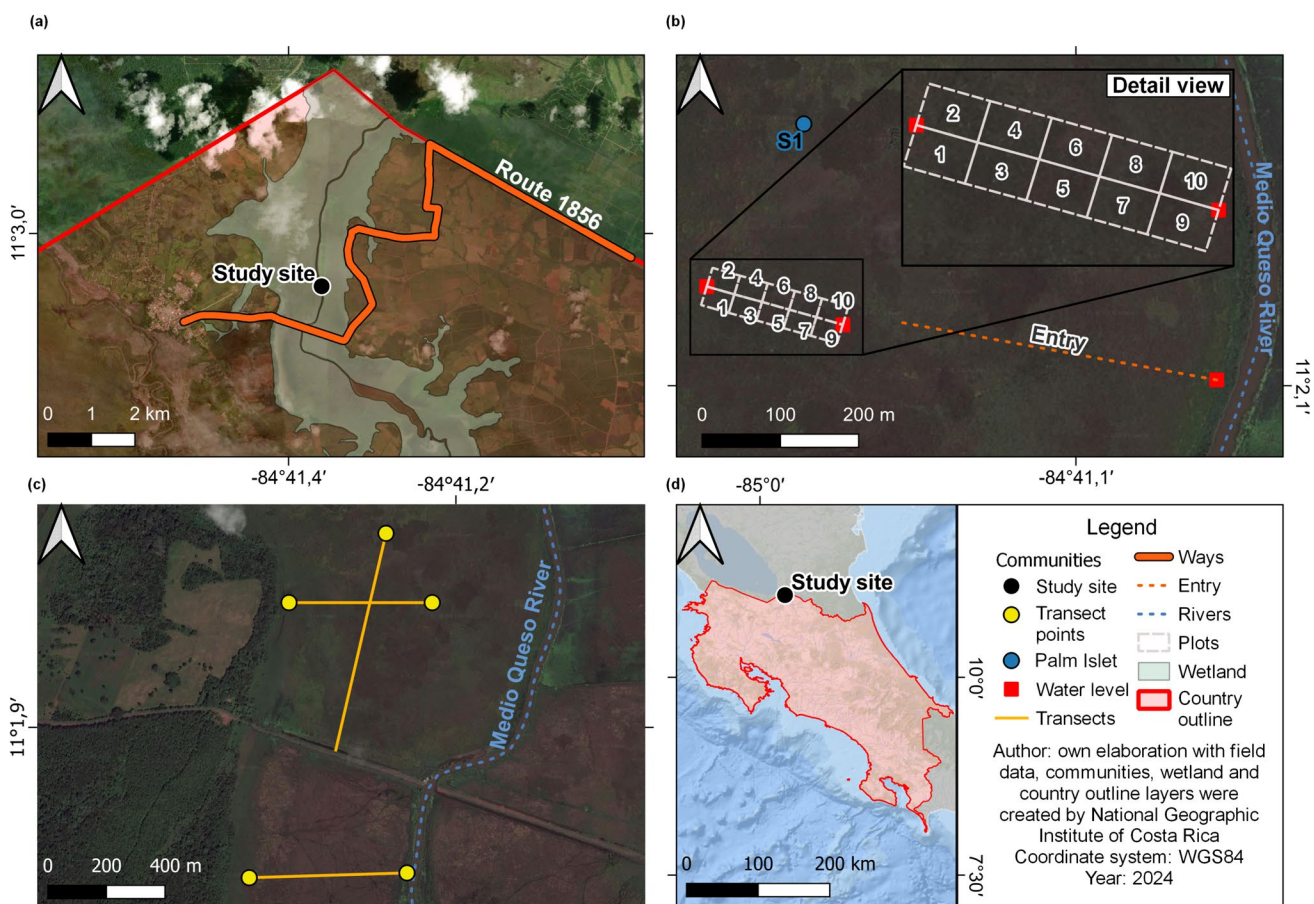 (a)
11°3,0′
Route 1856
Study site
0 1 2 km
-84°41,4′
-84°41,2′
(b)
S1
Detail view
2 4 6 8 10
1 3 5 7 9
2 4 6 8 10
1 3 5 7 9
Entry
Medio Queso River
0 100 200 m
11°2,1′
-84°41,1′
(c)
11°1,9′
Medio Queso River
0 200 400 m
(d)
-85°0′
Study site
10°0′
7°30′
0 100 200 km
Legend
Communities
Study site
Transect
points
Palm Islet
Water level
Transects
Ways
Entry
Rivers
Plots
Wetland
Country
outline
Author: own elaboration with field
data, communities, wetland and
country outline layers were
created by National Geographic
Institute of Costa Rica
Coordinate system: WGS84
Year: 2024